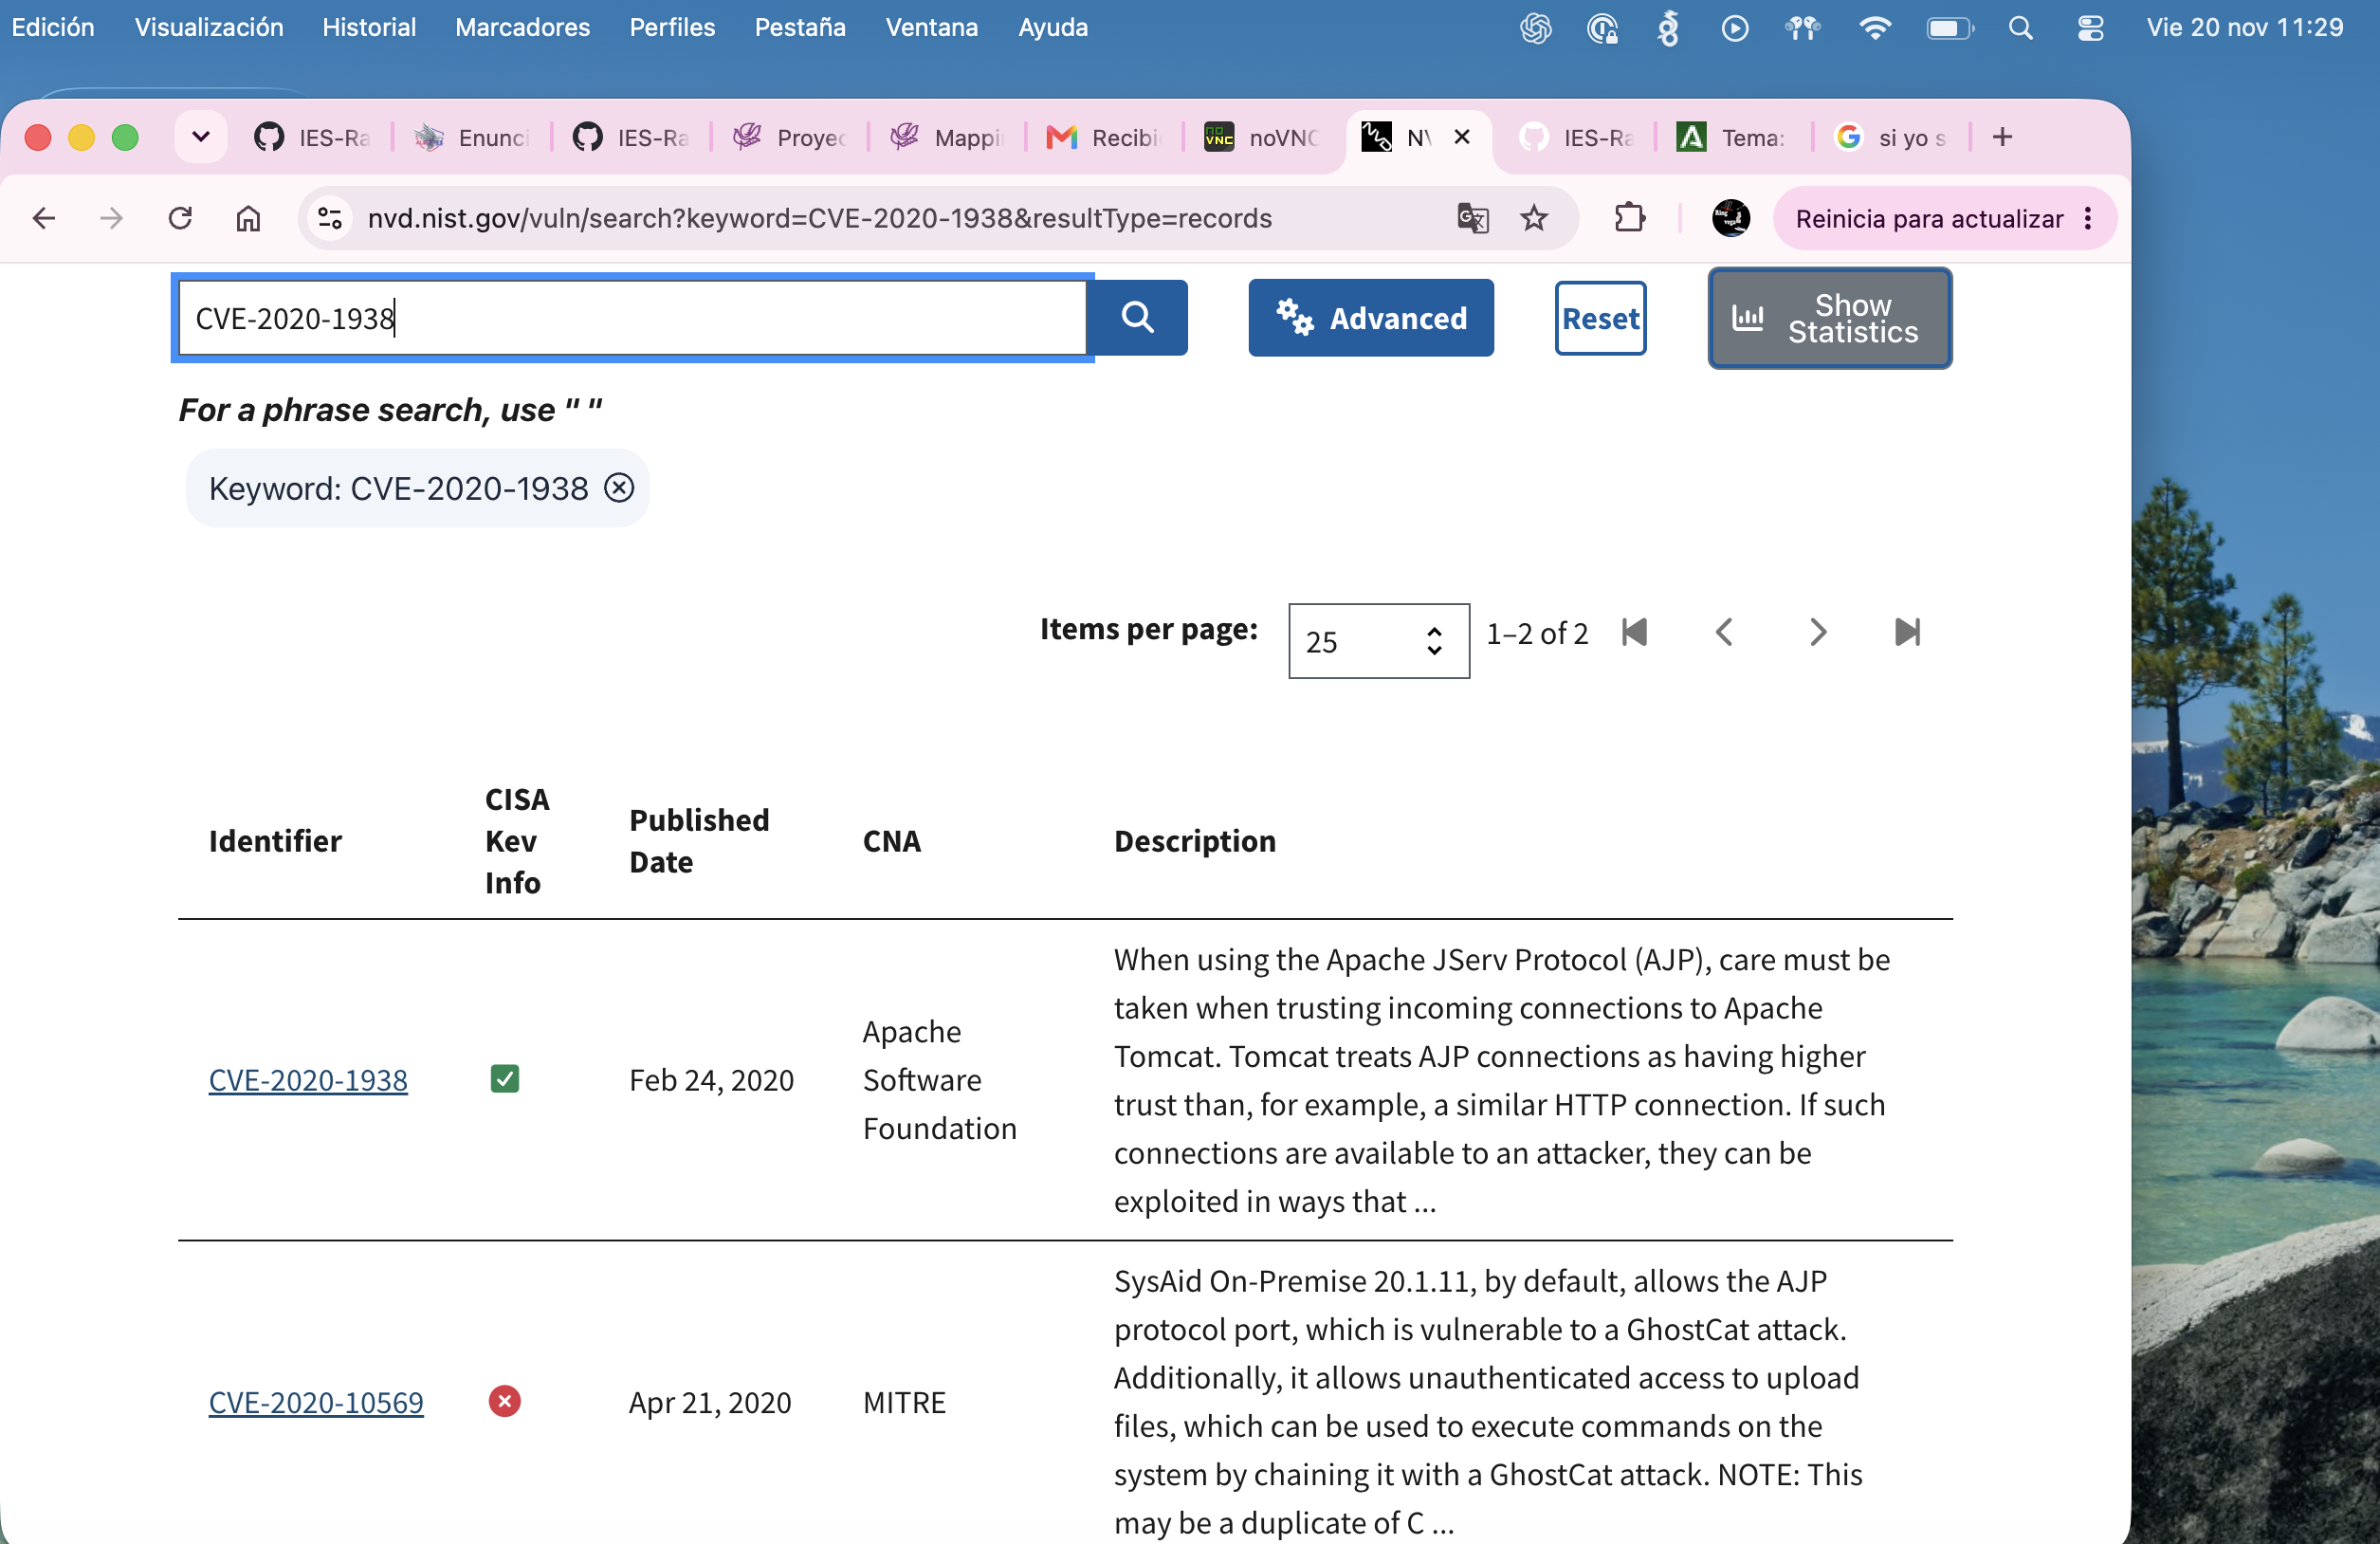 Edición Visualización Historial Marcadores Perfiles Pestaña Ventana Ayuda Vie 20 nov 11:29
IES-Ra Enunci IES-Ra Proyec Mappi Recibi noVNC NV IES-Ra Tema: si yo s
nvd.nist.gov/vuln/search?keyword=CVE-2020-1938&resultType=records Reinicia para actualizar
CVE-2020-1938 Advanced Reset Show
Statistics
For a phrase search, use " "
Keyword: CVE-2020-1938
Items per page: 25 1–2 of 2
Identifier
CISA
Kev
Info
Published
Date
CNA
Description
CVE-2020-1938
Feb 24, 2020
Apache
Software
Foundation
When using the Apache JServ Protocol (AJP), care must be
taken when trusting incoming connections to Apache
Tomcat. Tomcat treats AJP connections as having higher
trust than, for example, a similar HTTP connection. If such
connections are available to an attacker, they can be
exploited in ways that ...
CVE-2020-10569
Apr 21, 2020
MITRE
SysAid On-Premise 20.1.11, by default, allows the AJP
protocol port, which is vulnerable to a GhostCat attack.
Additionally, it allows unauthenticated access to upload
files, which can be used to execute commands on the
system by chaining it with a GhostCat attack. NOTE: This
may be a duplicate of C ...